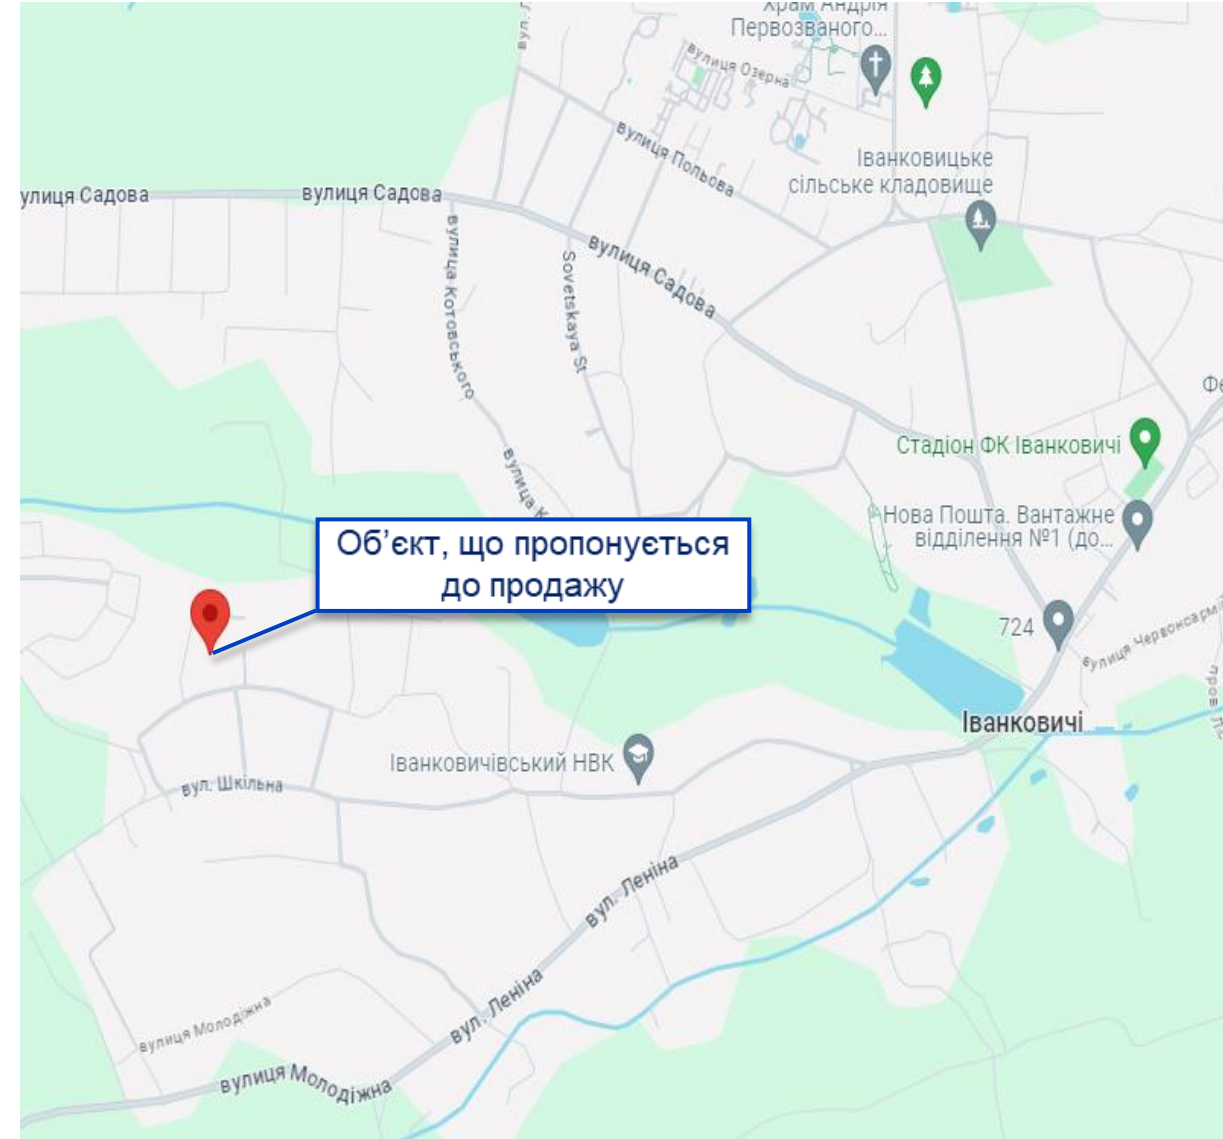 Храм Андрія
Первозваного...
вулиця Озерна
вулиця Польова
Іванковицьке
сільське кладовище
улиця Садова
вулиця Садова
вулиця Садова
вулиця Котовського
Sovetskaya St
Стадіон ФК Іванковичі
вулиця К
Нова Пошта. Вантажне
відділення №1 (до...
Об’єкт, що пропонується
до продажу
724
вулиця Червоноармій
Іванковичі
Іванковичівський НВК
вул. Шкільна
вул. Леніна
вул. Леніна
вулиця Молодіжна
вулиця Молодіжна